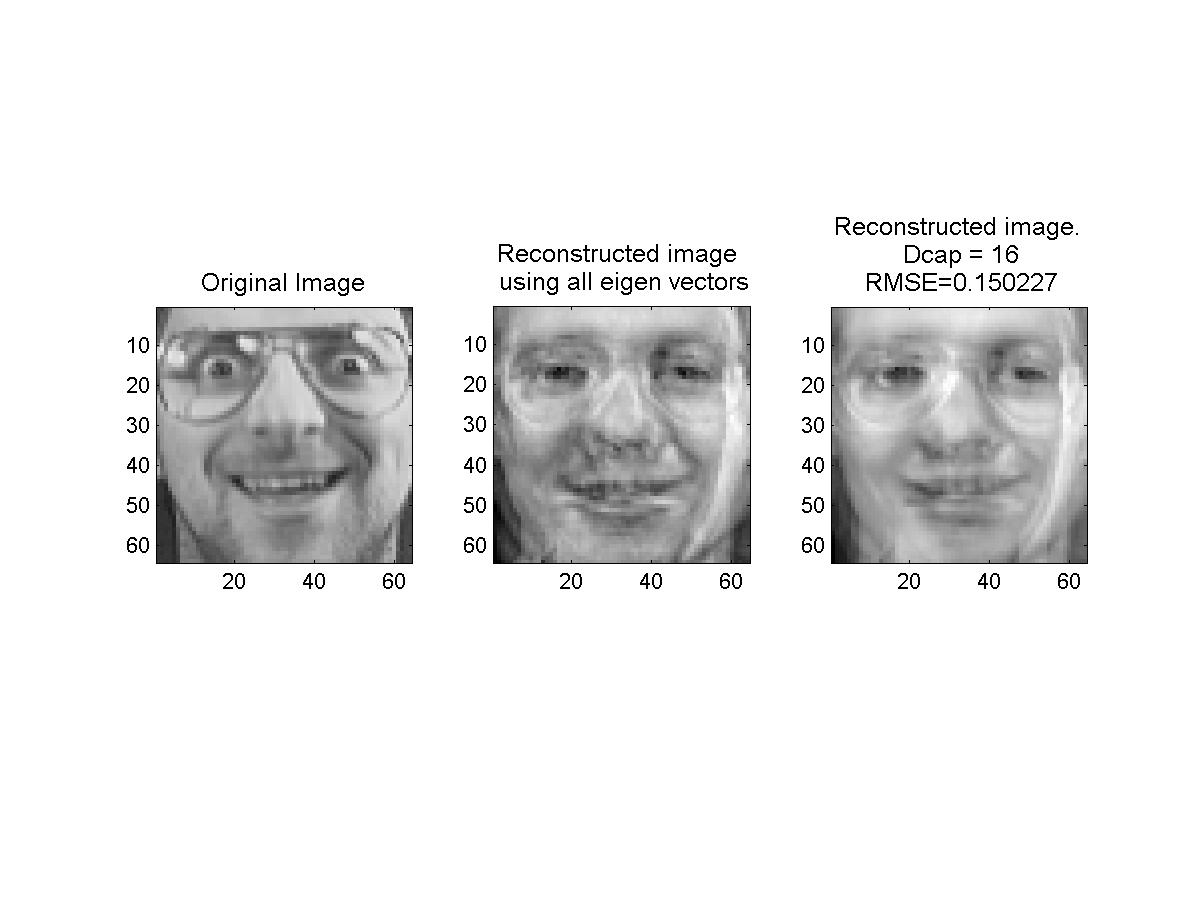 Original Image
10
20
30
40
50
60
20 40 60
Reconstructed image
using all eigen vectors
10
20
30
40
50
60
20 40 60
Reconstructed image.
Dcap = 16
RMSE=0.150227
10
20
30
40
50
60
20 40 60